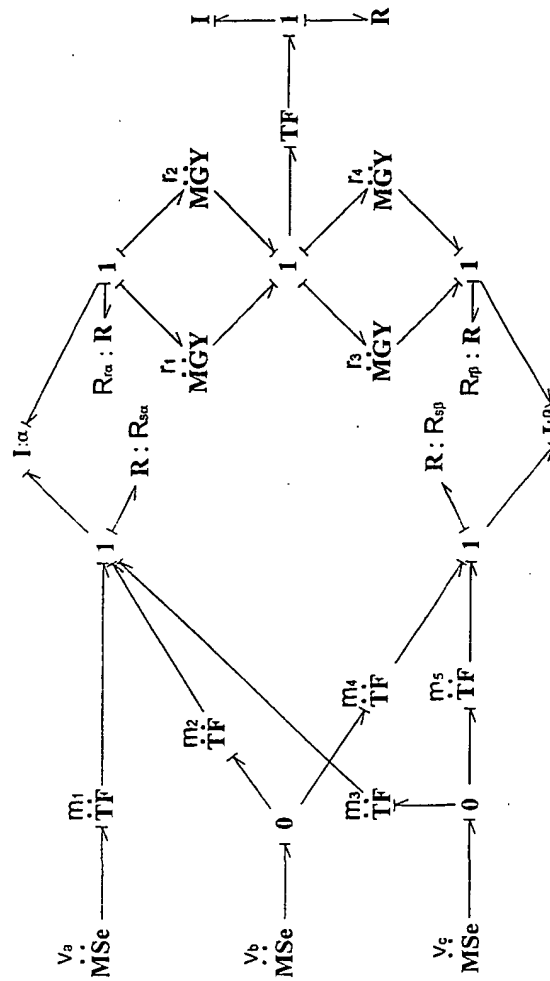 I 1 R
TF
r₂
:
MGY
r₄
:
MGY
1
1
1
r₁
:
MGY
r₃
:
MGY
Rrα : R
Rrβ : R
I:α
R : Rsα
R : Rsβ
I:β
1
1
m₂
:
TF
m₄
:
TF
m₅
:
TF
m₁
:
TF
0
m₃
:
TF
0
Va
:
MSe
Vb
:
MSe
Vc
:
MSe